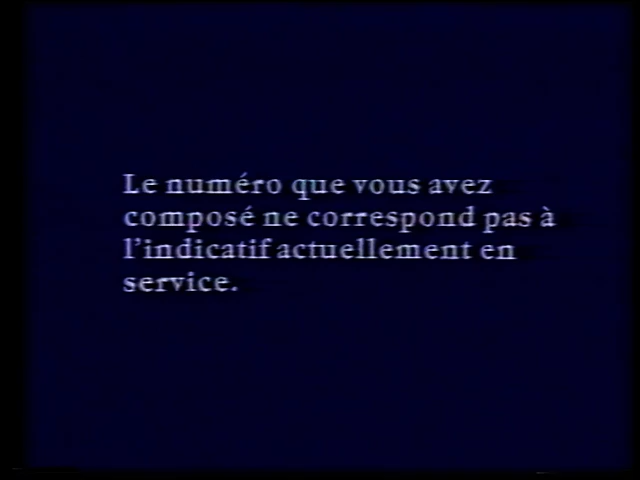 Le numéro que vous avez
composé ne correspond pas à
l'indicatif actuellement en
service.